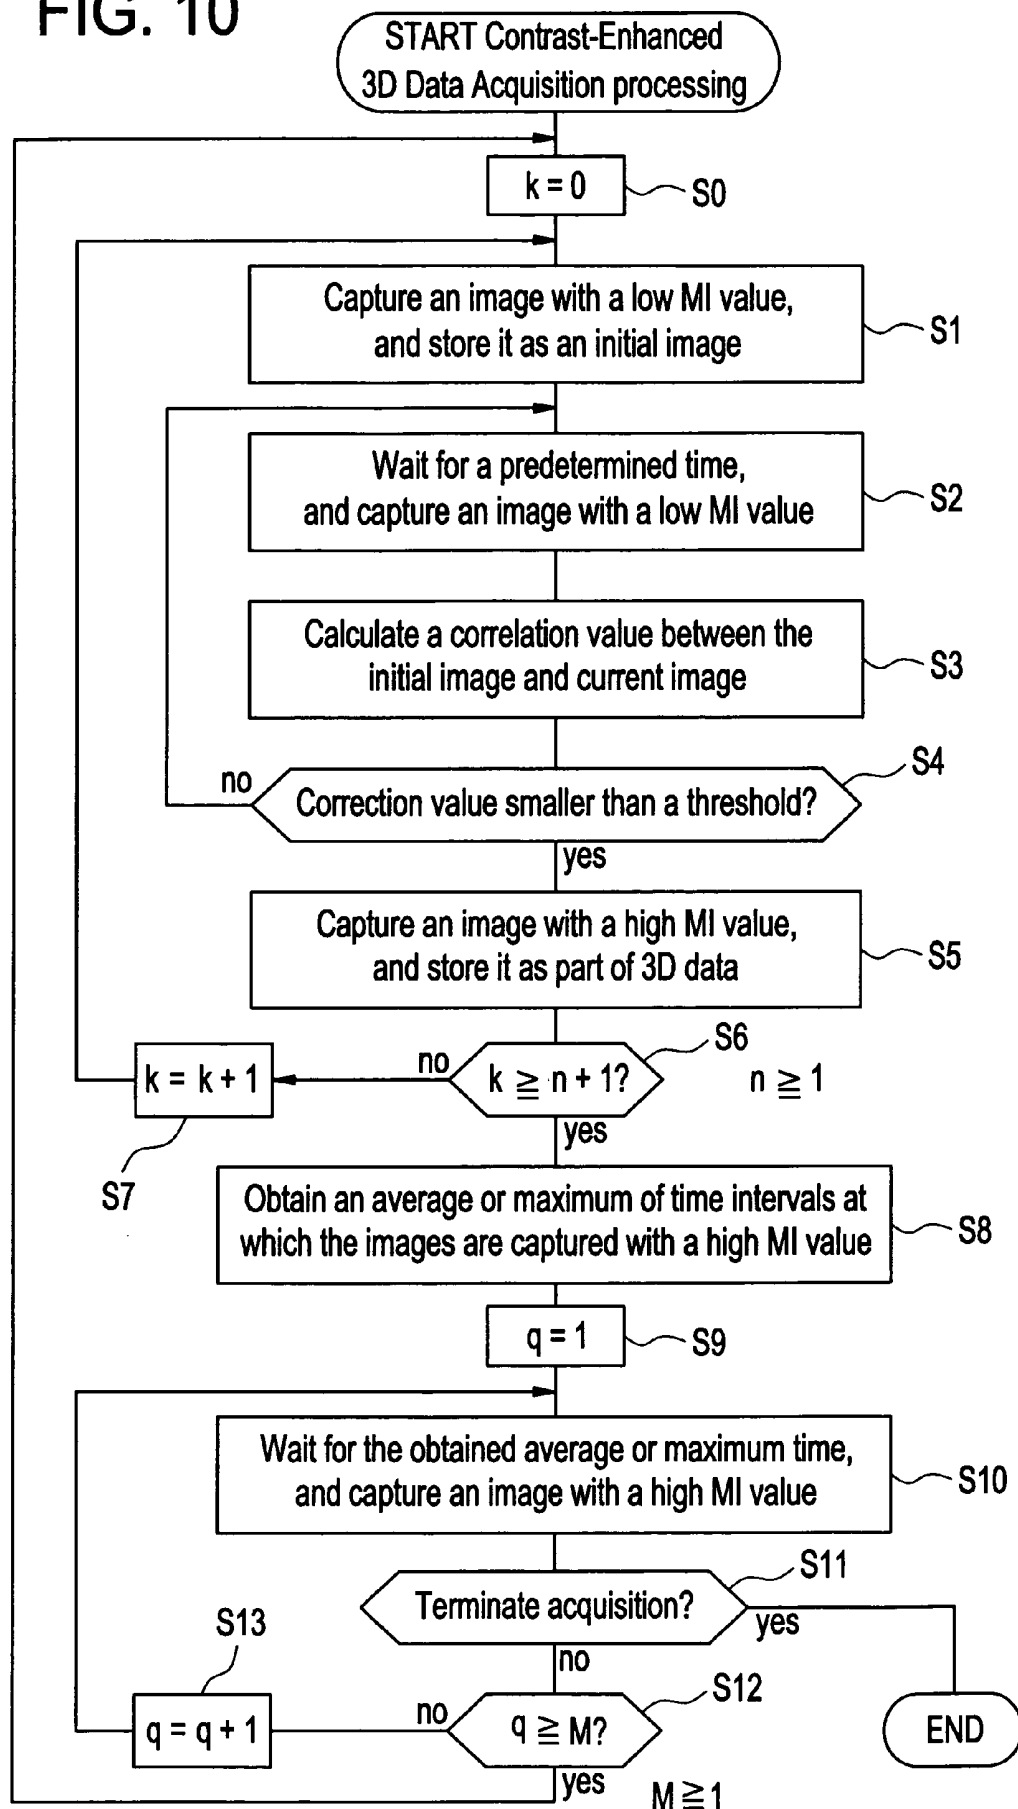 FIG. 10
START Contrast-Enhanced
3D Data Acquisition processing
k = 0
S0
Capture an image with a low MI value,
and store it as an initial image
S1
Wait for a predetermined time,
and capture an image with a low MI value
S2
Calculate a correlation value between the
initial image and current image
S3
S4
no
Correction value smaller than a threshold?
yes
Capture an image with a high MI value,
and store it as part of 3D data
S5
S6
no
k = k + 1
k ≧ n + 1?
n ≧ 1
yes
S7
Obtain an average or maximum of time intervals at
which the images are captured with a high MI value
S8
q = 1
S9
Wait for the obtained average or maximum time,
and capture an image with a high MI value
S10
S11
Terminate acquisition?
yes
S13
no
S12
no
q = q + 1
q ≧ M?
END
yes
M ≧ 1